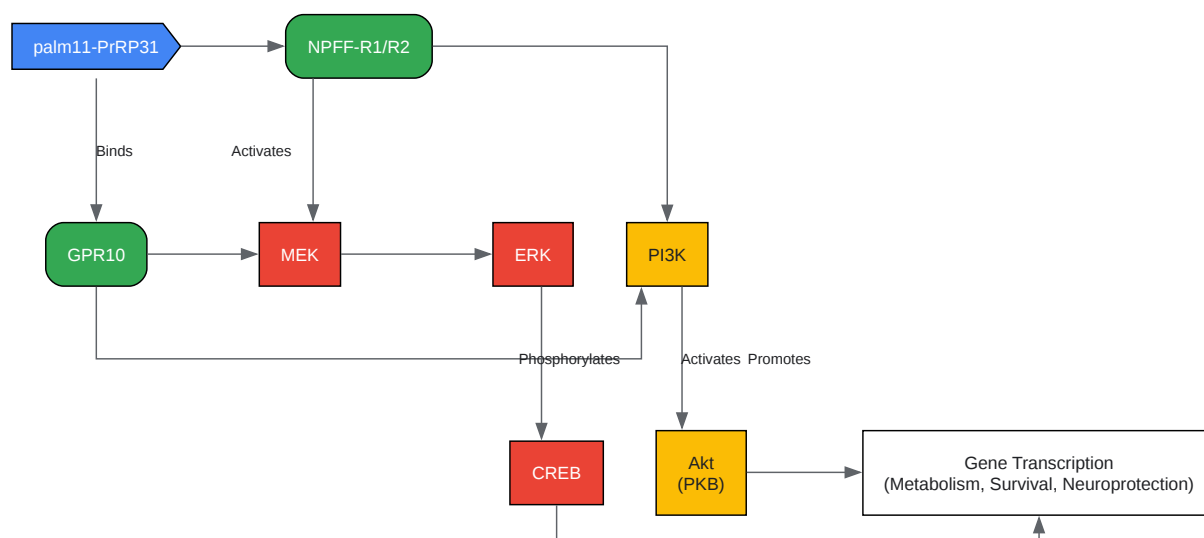 palm11-PrRP31
NPFF-R1/R2
Binds
Activates
GPR10
MEK
ERK
PI3K
Phosphorylates
Activates
Promotes
CREB
Akt
(PKB)
Gene Transcription
(Metabolism, Survival, Neuroprotection)